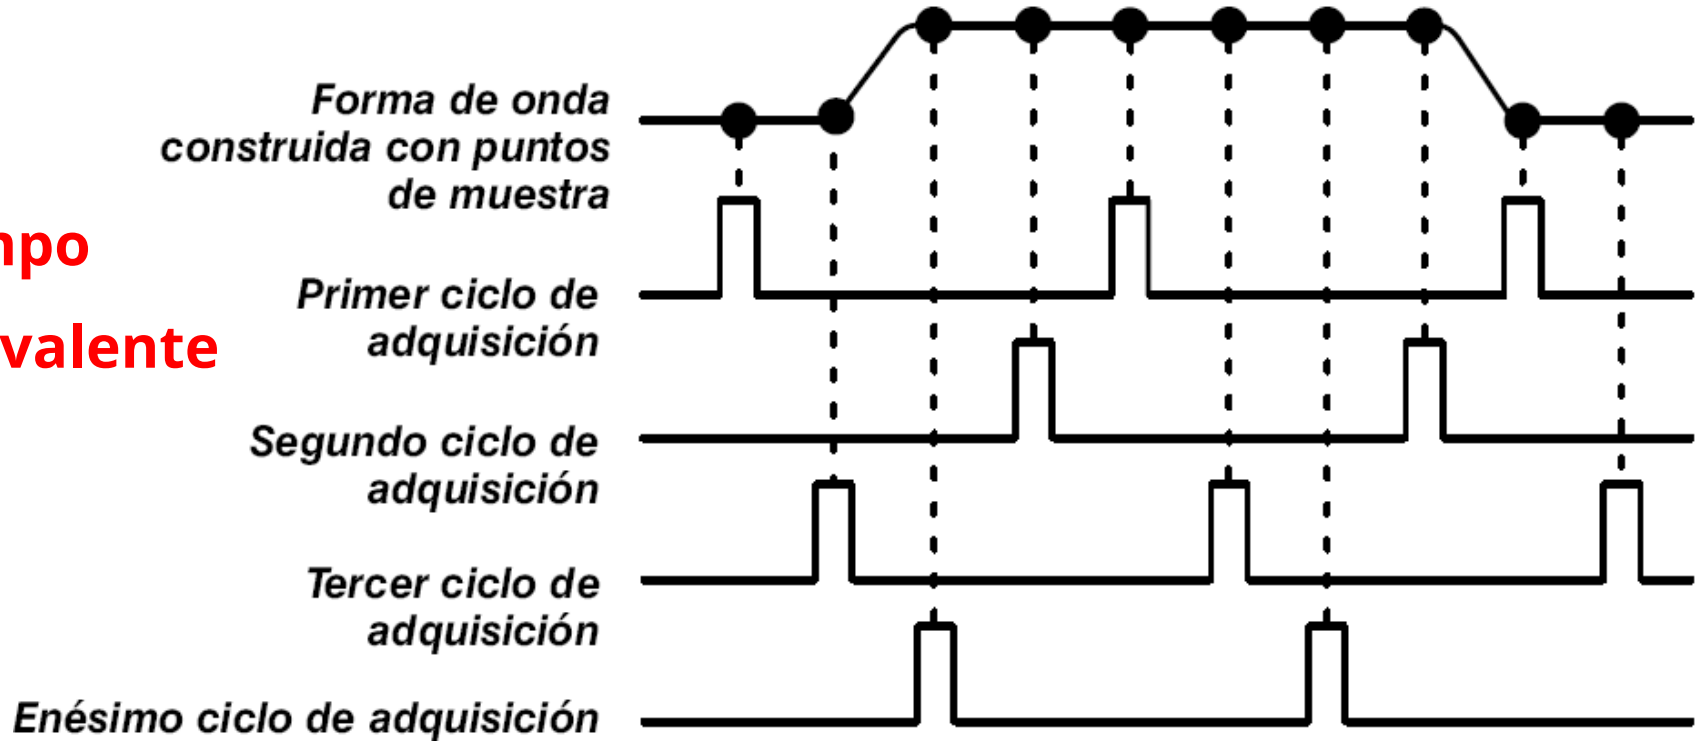 Forma de onda
construida con puntos
de muestra
mpo
valente
Primer ciclo de
adquisición
Segundo ciclo de
adquisición
Tercer ciclo de
adquisición
Enésimo ciclo de adquisición